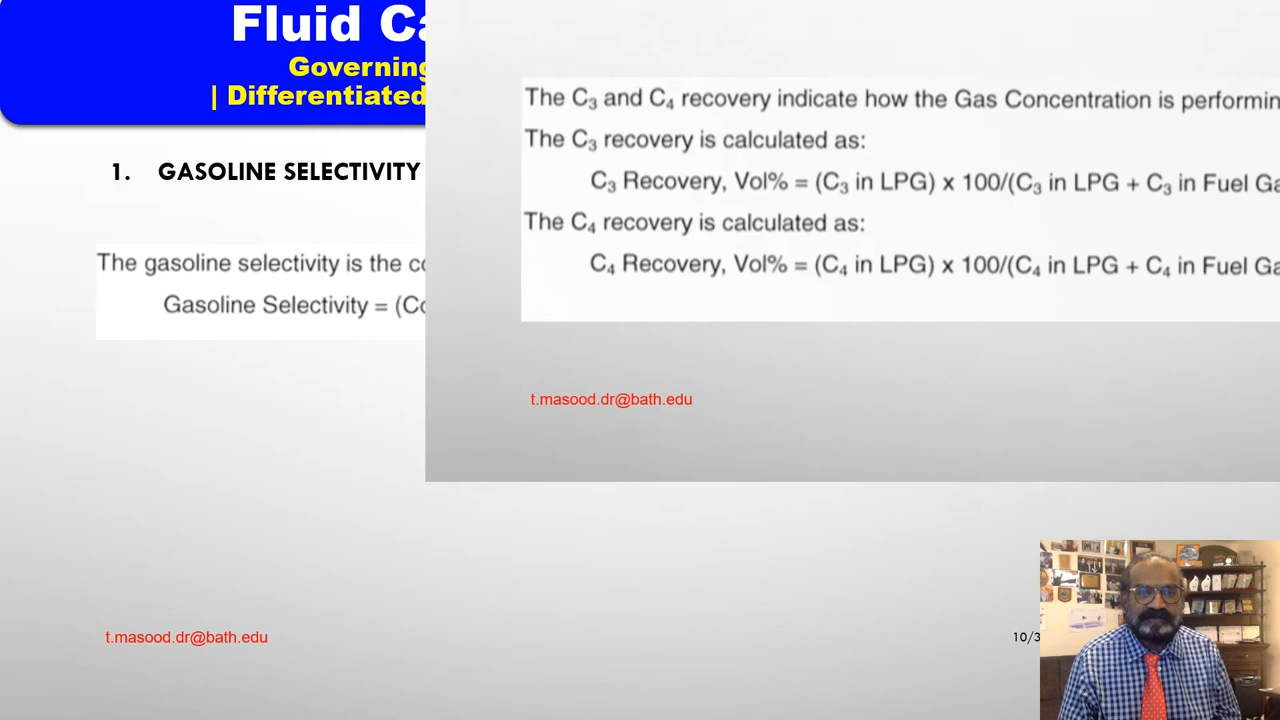 Fluid Ca
Governing
| Differentiated
1. GASOLINE SELECTIVITY
The gasoline selectivity is the co
Gasoline Selectivity = (Co
t.masood.dr@bath.edu
The C₃ and C₄ recovery indicate how the Gas Concentration is performin
The C₃ recovery is calculated as:
C₃ Recovery, Vol% = (C₃ in LPG) x 100/(C₃ in LPG + C₃ in Fuel Ga
The C₄ recovery is calculated as:
C₄ Recovery, Vol% = (C₄ in LPG) x 100/(C₄ in LPG + C₄ in Fuel Ga
t.masood.dr@bath.edu
10/3